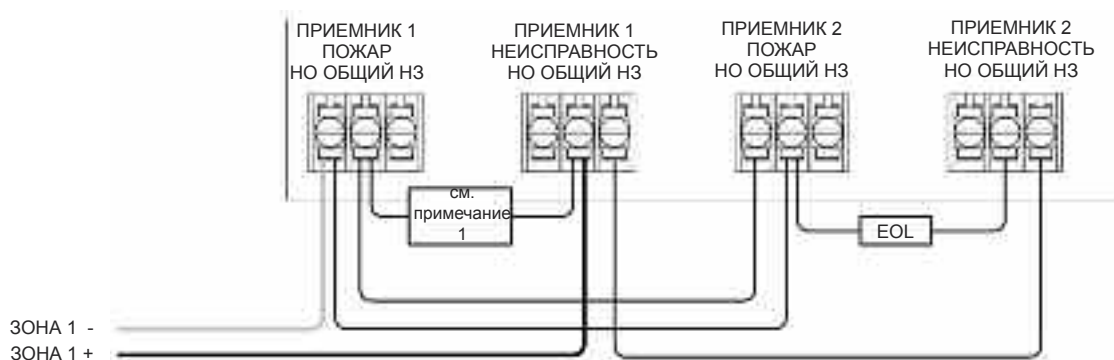 ПРИЕМНИК 1
ПОЖАР
НО ОБЩИЙ НЗ
ПРИЕМНИК 1
НЕИСПРАВНОСТЬ
НО ОБЩИЙ НЗ
ПРИЕМНИК 2
ПОЖАР
НО ОБЩИЙ НЗ
ПРИЕМНИК 2
НЕИСПРАВНОСТЬ
НО ОБЩИЙ НЗ
см.
примечание
1
EOL
ЗОНА 1 -
ЗОНА 1 +